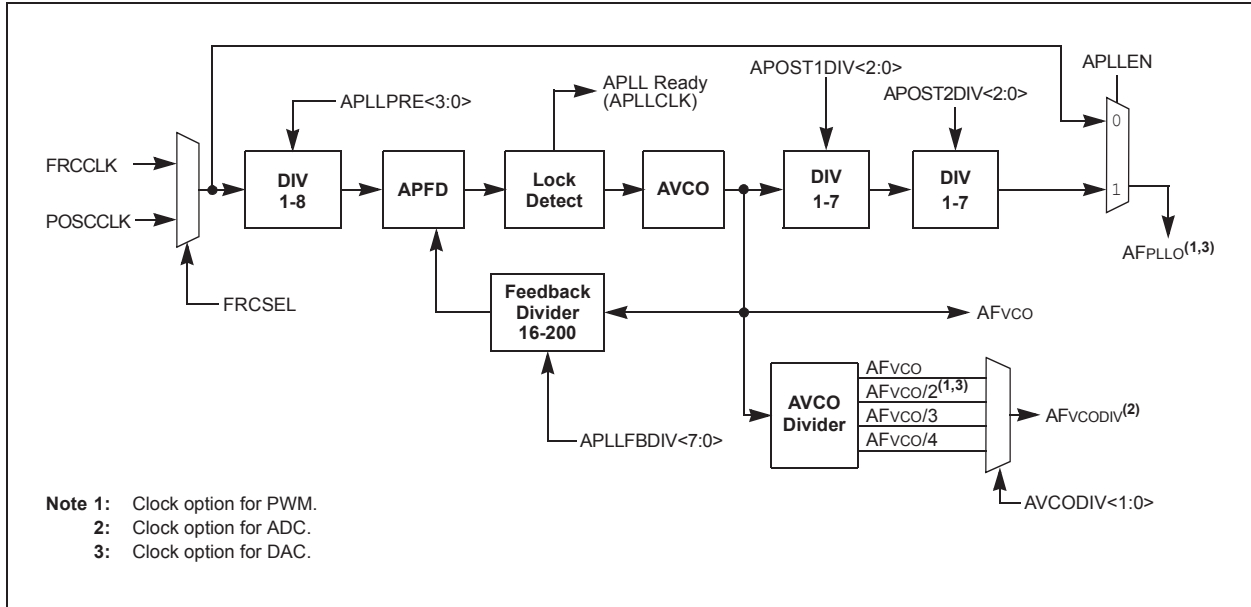 APLLEN
APOST1DIV<2:0>
APLL Ready
(APLLCLK)
APOST2DIV<2:0>
APLLPRE<3:0>
0
FRCCLK
POSCCLK
DIV
1-8
APFD
Lock
Detect
AVCO
DIV
1-7
DIV
1-7
1
AFPLLO(1,3)
FRCSEL
Feedback
Divider
16-200
AFVCO
AVCO
Divider
AFVCO
AFVCO/2(1,3)
AFVCO/3
AFVCO/4
AFVCODIV(2)
APLLFBDIV<7:0>
AVCODIV<1:0>
Note 1: Clock option for PWM.
2: Clock option for ADC.
3: Clock option for DAC.